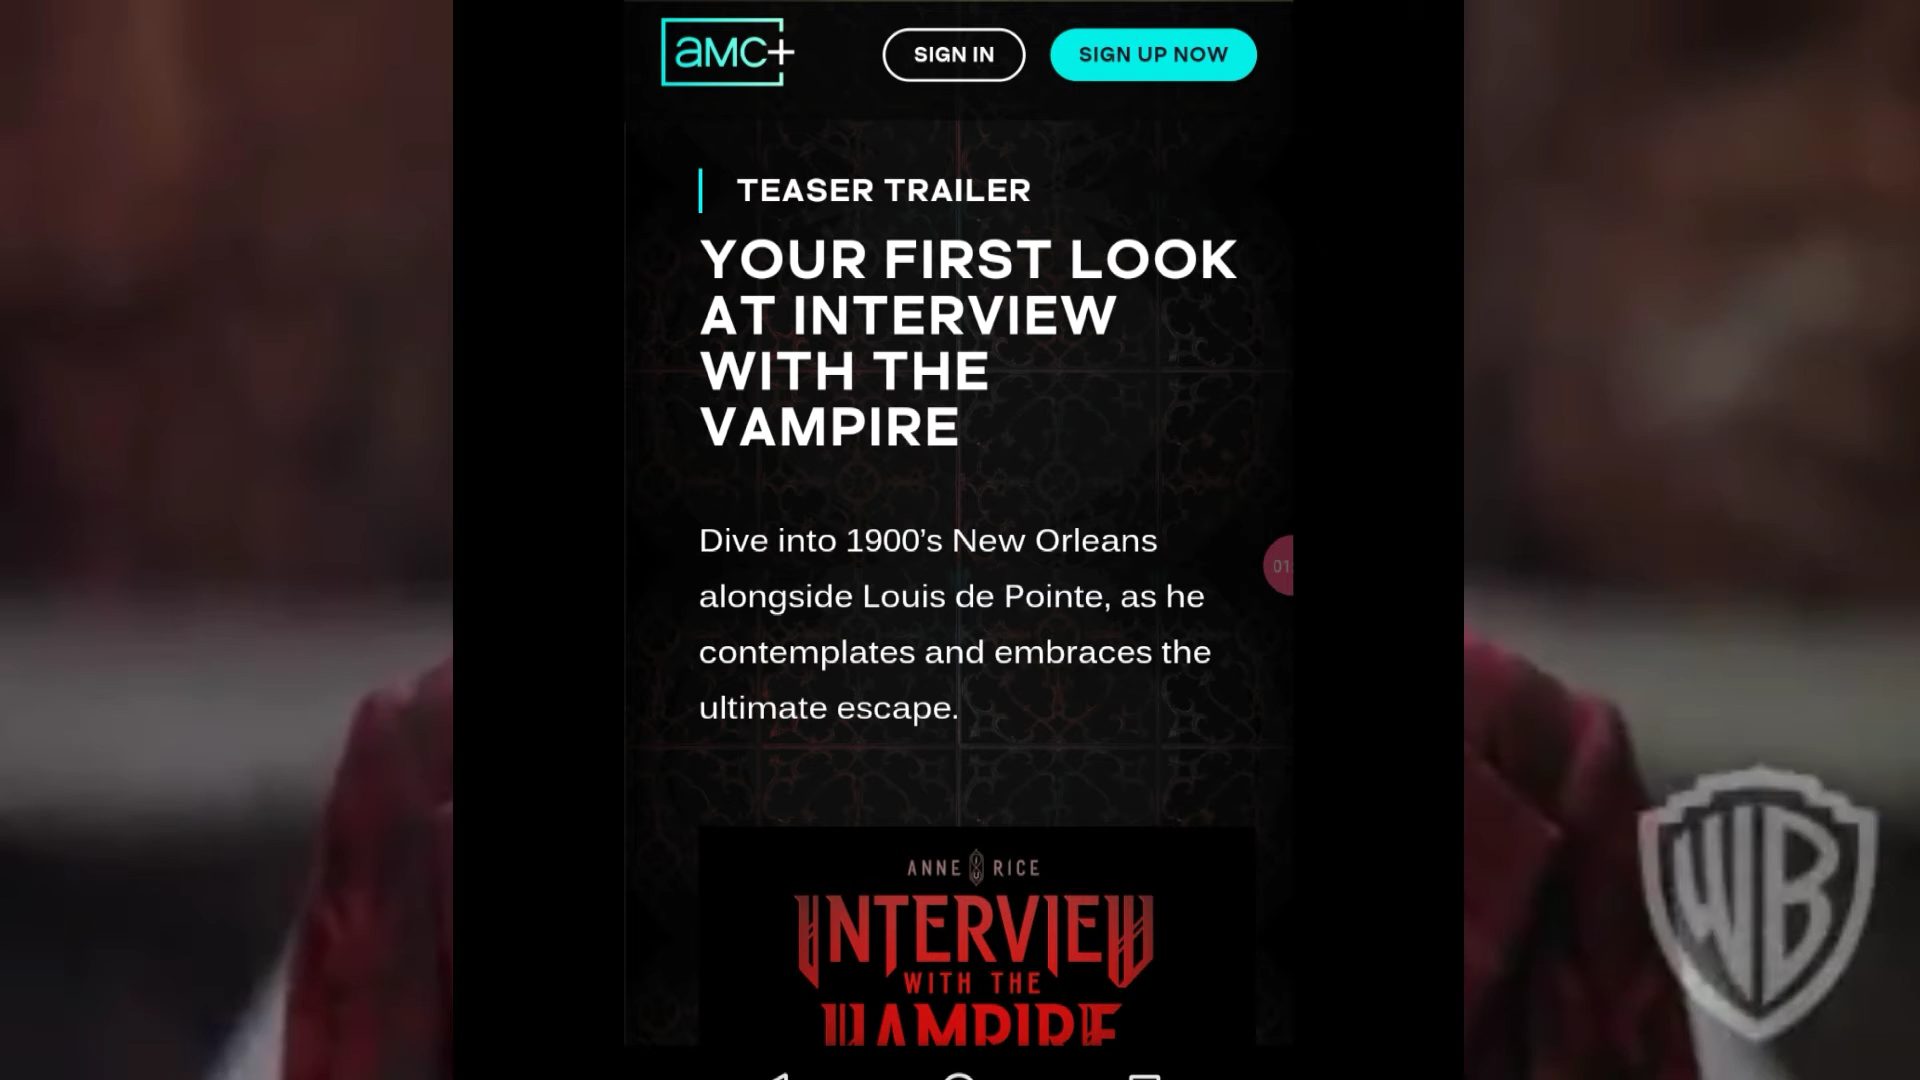 aMC+
SIGN IN
SIGN UP NOW
TEASER TRAILER
YOUR FIRST LOOK
AT INTERVIEW
WITH THE
VAMPIRE
Dive into 1900’s New Orleans
alongside Louis de Pointe, as he
contemplates and embraces the
ultimate escape.
01
ANNE RICE
INTERVIEW
WITH THE
VAMPIRE
WB